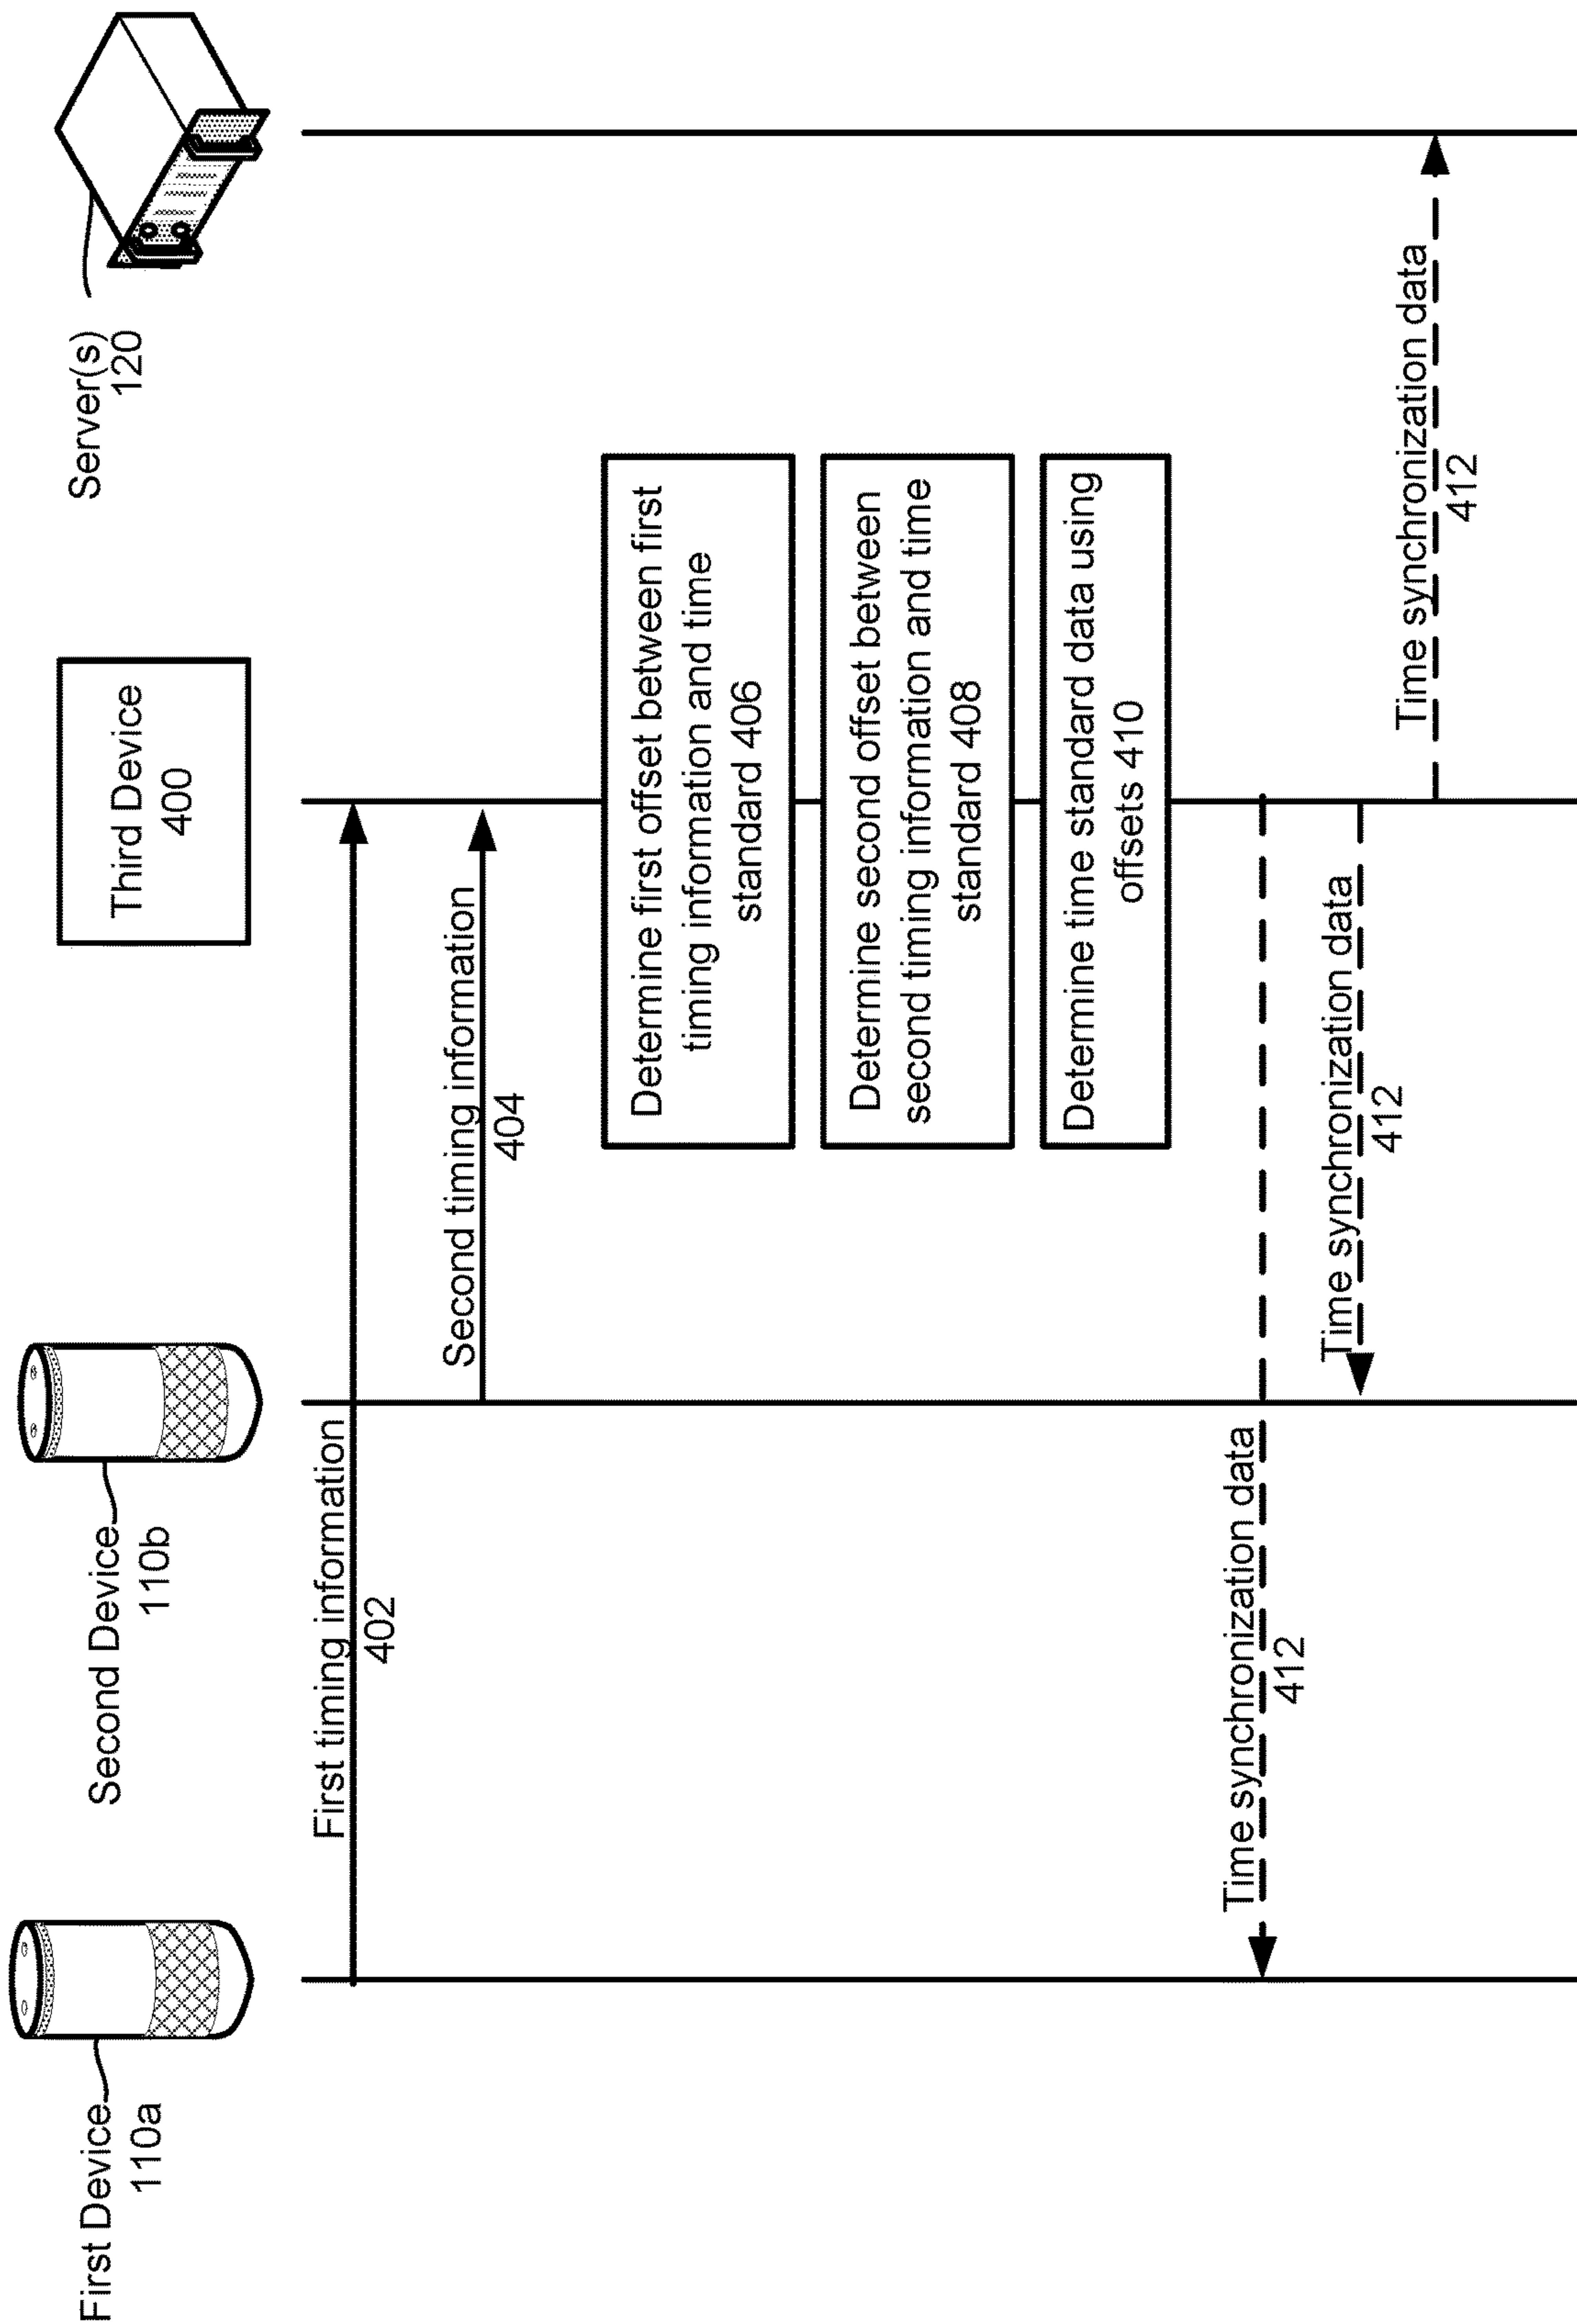 First Device
110a
Second Device
110b
Third Device
400
Server(s)
120
First timing information
402
Second timing information
404
Determine first offset between first
timing information and time
standard 406
Determine second offset between
second timing information and time
standard 408
Determine time standard data using
offsets 410
Time synchronization data
412
Time synchronization data
412
Time synchronization data
412